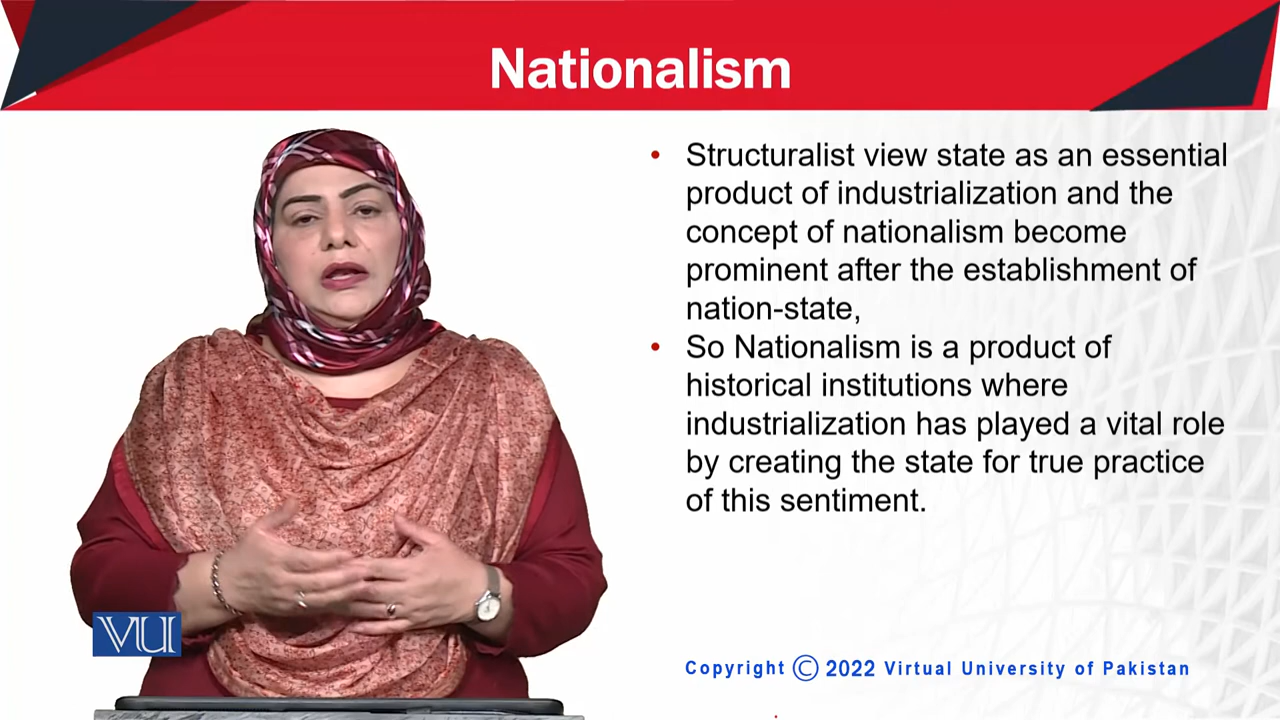 Nationalism
• Structuralist view state as an essential
product of industrialization and the
concept of nationalism become
prominent after the establishment of
nation-state,
• So Nationalism is a product of
historical institutions where
industrialization has played a vital role
by creating the state for true practice
of this sentiment.
VU
Copyright © 2022 Virtual University of Pakistan